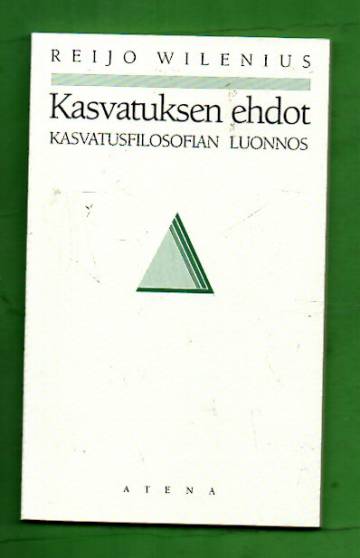 REIJO WILENIUS
Kasvatuksen ehdot
KASVATUSFILOSOFIAN LUONNOS
ATENA